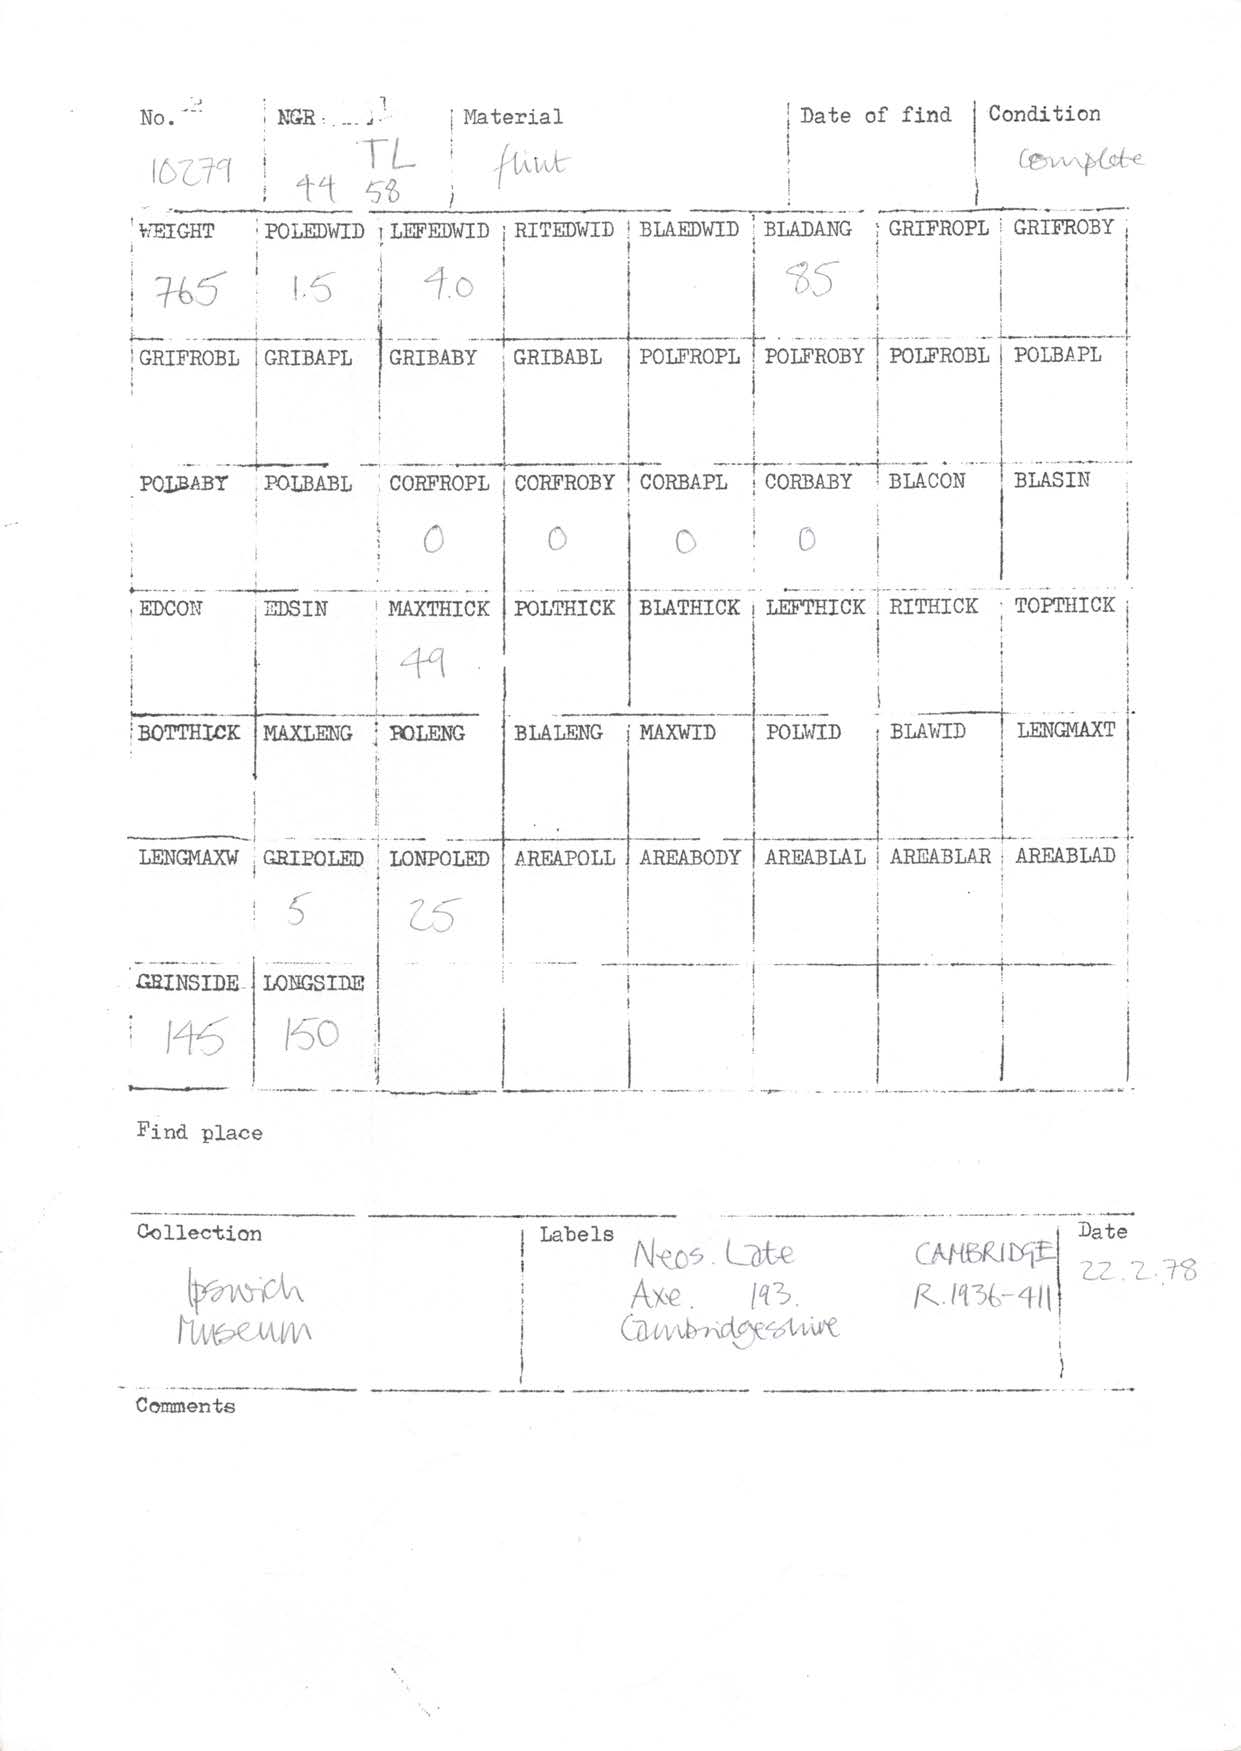 No. NGR Material Date of find Condition
10279 TL 44 58 flint complete
WEIGHT POLEDWID LEFEDWID RITEDWID BLAEDWID BLADANG GRIFROPL GRIFROBY
765 1.5 4.0 85
GRIFROBL GRIBAPL GRIBABY GRIBABL POLFROPL POLFROBY POLFROBL POLBAPL
POLBABY POLBABL CORFROPL CORFROBY CORBAPL CORBABY BLACON BLASIN
0 0 0 0
EDCON EDSIN MAXTHICK POLTHICK BLATHICK LEFTHICK RITHICK TOPTHICK
49
BOTTHICK MAXLENG POLENG BLALENG MAXWID POLWID BLAWID LENGMAXT
LENGMAXW GRIPOLED LONPOLED AREAPOLL AREABODY AREABLAL AREABLAR AREABLAD
5 25
GRINSIDE LONGSIDE
145 150
Find place
Collection Labels Date
Neos. Late CAMBRIDGE 22.2.78
Ipswich Axe. 193. R.1936-411
Museum Cambridgeshire
Comments